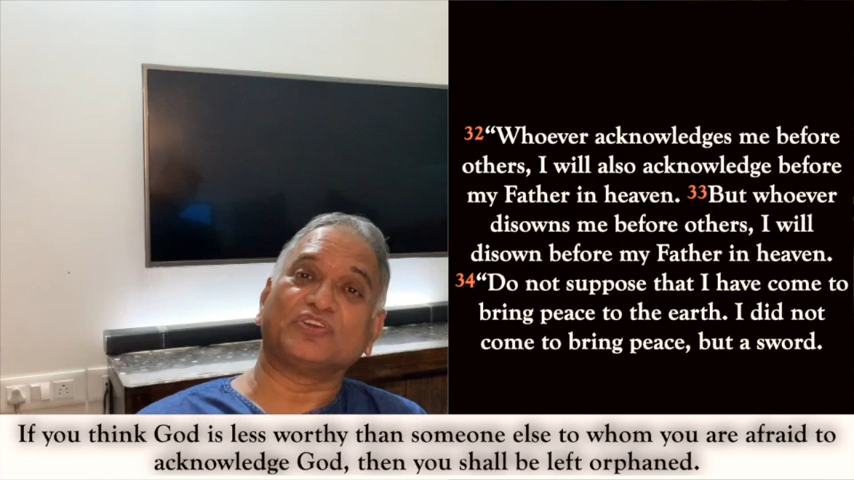 32“Whoever acknowledges me before
others, I will also acknowledge before
my Father in heaven. 33But whoever
disowns me before others, I will
disown before my Father in heaven.
34“Do not suppose that I have come to
bring peace to the earth. I did not
come to bring peace, but a sword.
If you think God is less worthy than someone else to whom you are afraid to
acknowledge God, then you shall be left orphaned.